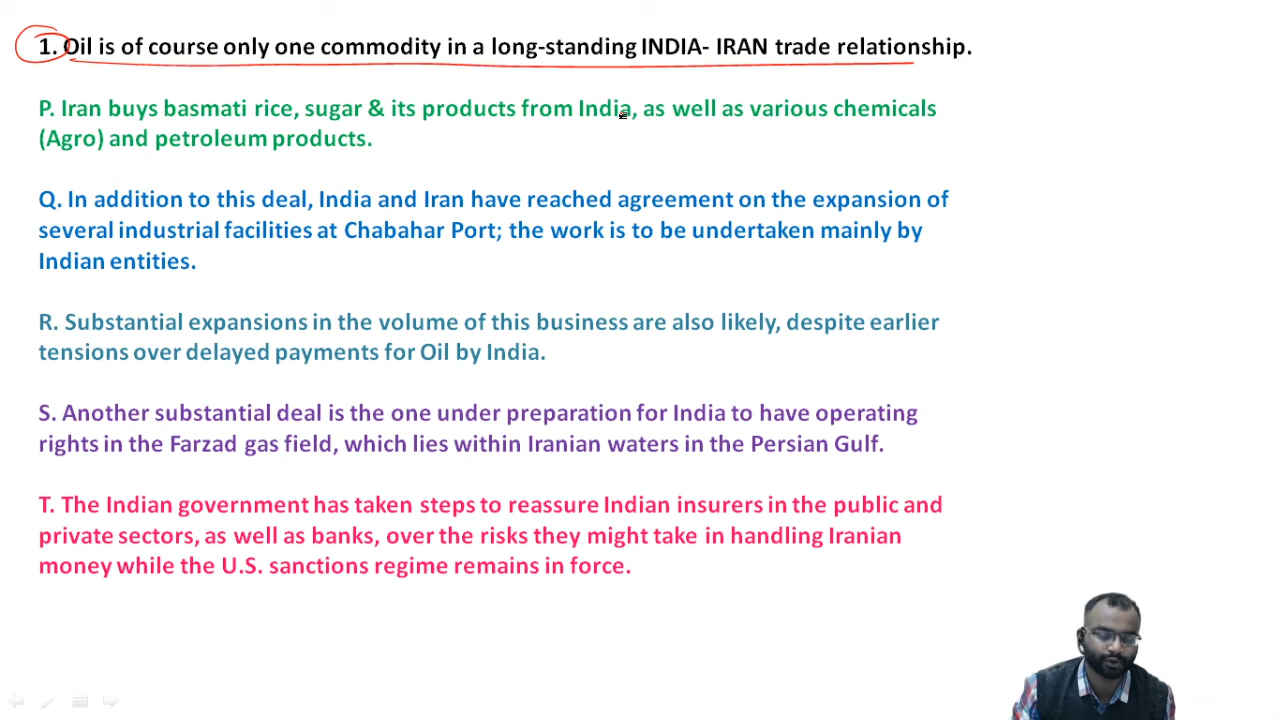 1. Oil is of course only one commodity in a long-standing INDIA- IRAN trade relationship.
P. Iran buys basmati rice, sugar & its products from India, as well as various chemicals
(Agro) and petroleum products.
Q. In addition to this deal, India and Iran have reached agreement on the expansion of
several industrial facilities at Chabahar Port; the work is to be undertaken mainly by
Indian entities.
R. Substantial expansions in the volume of this business are also likely, despite earlier
tensions over delayed payments for Oil by India.
S. Another substantial deal is the one under preparation for India to have operating
rights in the Farzad gas field, which lies within Iranian waters in the Persian Gulf.
T. The Indian government has taken steps to reassure Indian insurers in the public and
private sectors, as well as banks, over the risks they might take in handling Iranian
money while the U.S. sanctions regime remains in force.